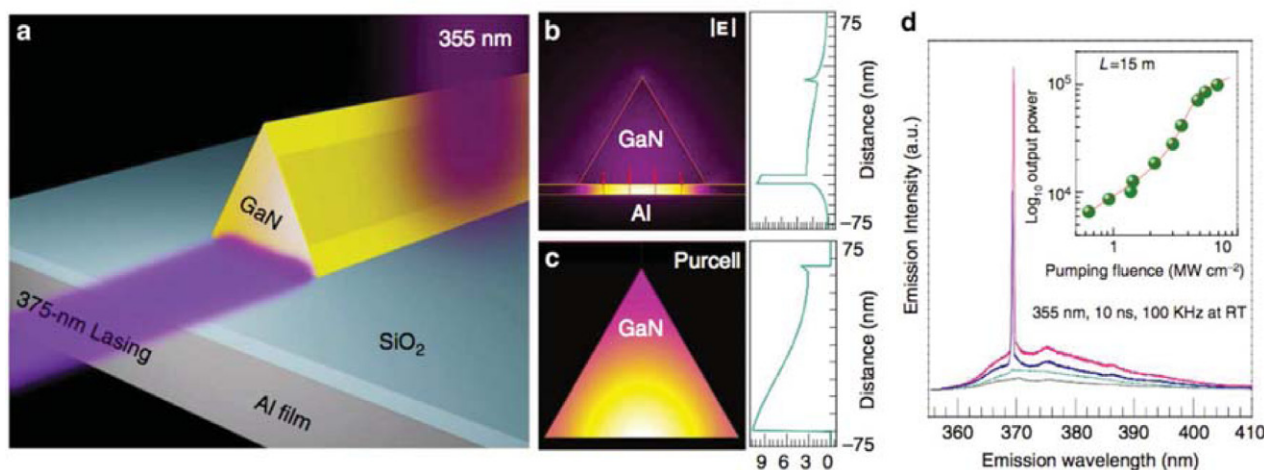 a
355 nm
GaN
375-nm Lasing
SiO₂
Al film
b
|E|
GaN
Al
75
Distance (nm)
−75
c
Purcell
GaN
75
Distance (nm)
−75
9 6 3 0
d
Emission Intensity (a.u.)
L=15 m
10⁵
10⁴
Log₁₀ output power
1 10
Pumping fluence (MW cm⁻²)
355 nm, 10 ns, 100 KHz at RT
360 370 380 390 400 410
Emission wavelength (nm)